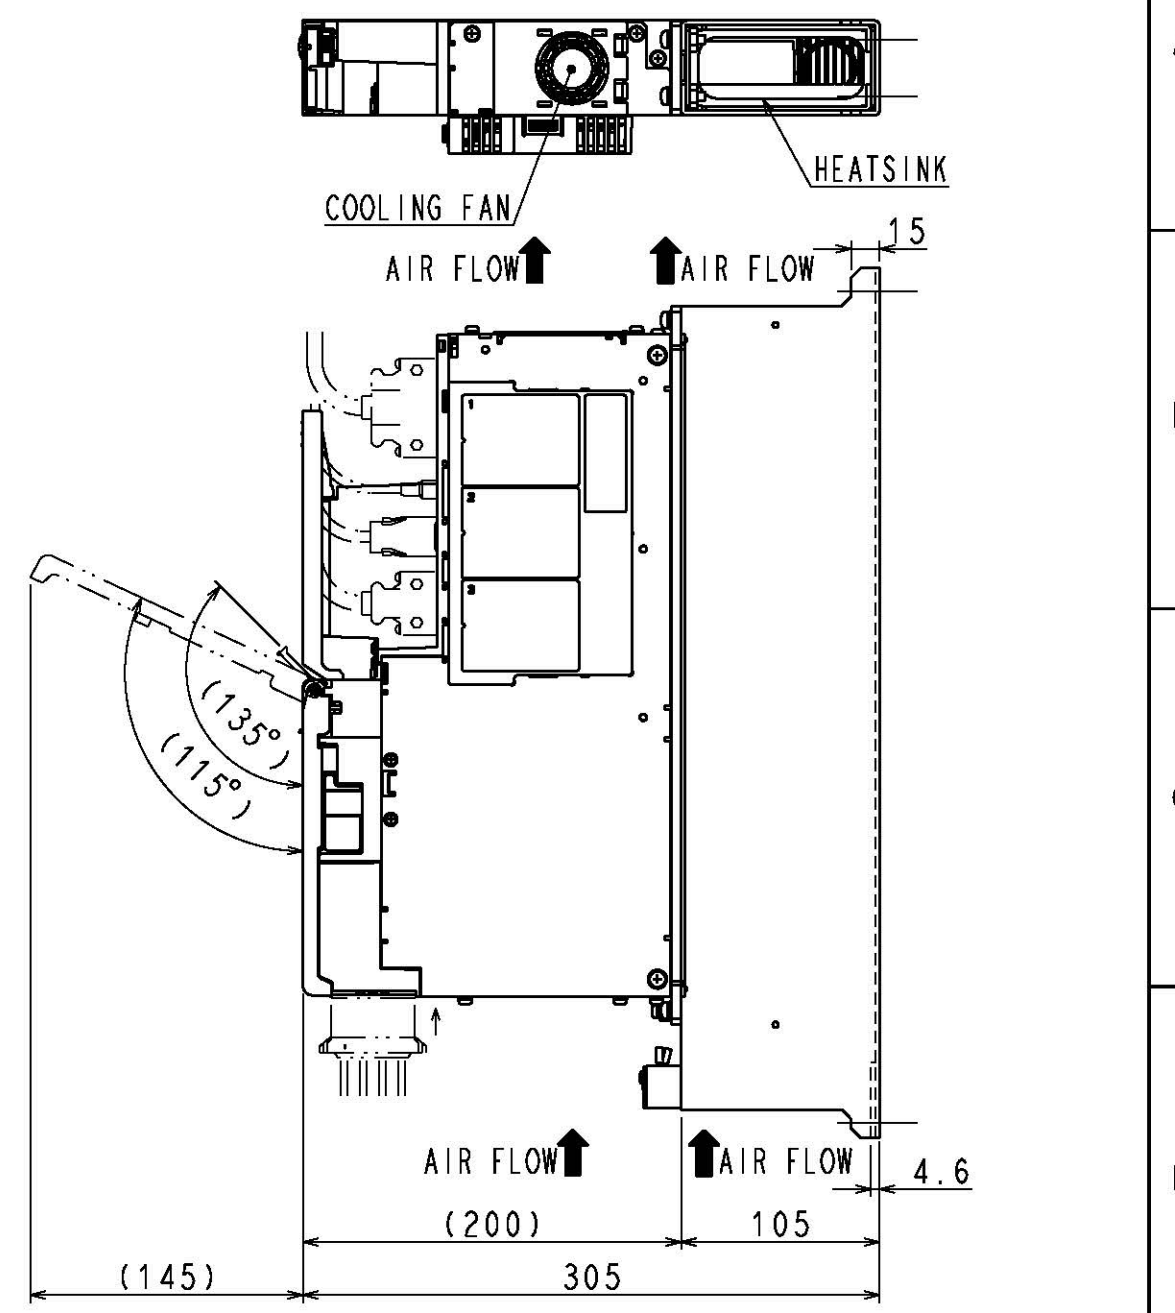 HEATSINK
COOLING FAN
15
AIR FLOW
AIR FLOW
1
2
3
(135°)
(115°)
AIR FLOW
AIR FLOW
4.6
(200)
105
(145)
305